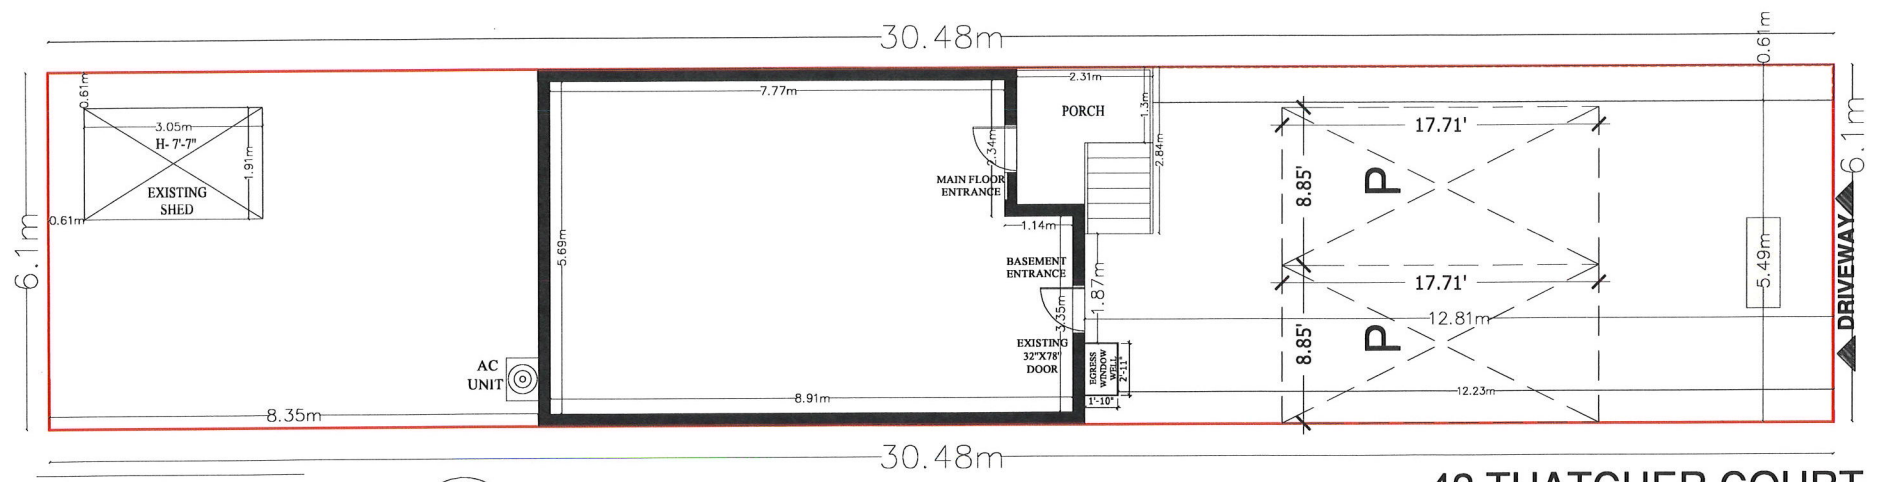 30.48m
0.61m
0.61m
7.77m
2.31m
PORCH
1.3m
3.05m
H- 7'-7"
1.91m
EXISTING
SHED
0.61m
17.71'
8.85'
P
6.1m
2.34m
2.84m
MAIN FLOOR
ENTRANCE
1.14m
6.1m
5.69m
BASEMENT
ENTRANCE
1.87m
17.71'
5.49m
DRIVEWAY
3.35m
12.81m
8.85'
P
EXISTING
32"X78"
DOOR
EGRESS
WINDOW
WELL
2'-11"
1'-10"
AC
UNIT
8.91m
12.23m
8.35m
30.48m